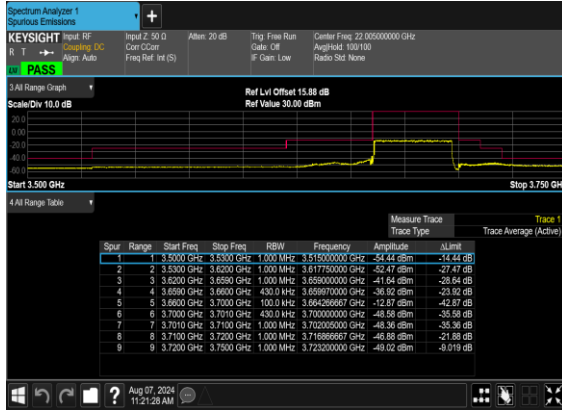 Spectrum Analyzer 1
Spurious Emissions
KEYSIGHT Input: RF Input Z: 50 Ω Atten: 20 dB Trig: Free Run Center Freq: 22.005000000 GHz
R T Coupling: DC Corr CCorr Gate: Off Avg|Hold: 100/100
Align: Auto Freq Ref: Int (S) IF Gain: Low Radio Std: None
PASS
3 All Range Graph
Ref Lvl Offset 15.88 dB
Scale/Div 10.0 dB Ref Value 30.00 dBm
20.0
0.00
-20.0
-40.0
-60.0
Start 3.500 GHz Stop 3.750 GH
4 All Range Table
Measure Trace Trace 1
Trace Type Trace Average (Active)
Spur Range Start Freq Stop Freq RBW Frequency Amplitude ΔLimit
1 1 3.5000 GHz 3.5300 GHz 1.000 MHz 3.515000000 GHz -54.44 dBm -14.44 dB
2 2 3.5300 GHz 3.6200 GHz 1.000 MHz 3.617750000 GHz -52.47 dBm -27.47 dB
3 3 3.6200 GHz 3.6590 GHz 1.000 MHz 3.659000000 GHz -41.64 dBm -28.64 dB
4 4 3.6590 GHz 3.6600 GHz 430.0 kHz 3.659970000 GHz -36.92 dBm -23.92 dB
5 5 3.6600 GHz 3.7000 GHz 100.0 kHz 3.664266667 GHz -12.87 dBm -42.87 dB
6 6 3.7000 GHz 3.7010 GHz 430.0 kHz 3.700000000 GHz -48.58 dBm -35.58 dB
7 7 3.7010 GHz 3.7100 GHz 1.000 MHz 3.702005000 GHz -48.36 dBm -35.36 dB
8 8 3.7100 GHz 3.7200 GHz 1.000 MHz 3.716866667 GHz -46.88 dBm -21.88 dB
9 9 3.7200 GHz 3.7500 GHz 1.000 MHz 3.723200000 GHz -49.02 dBm -9.019 dB
Aug 07, 2024
11:21:28 AM